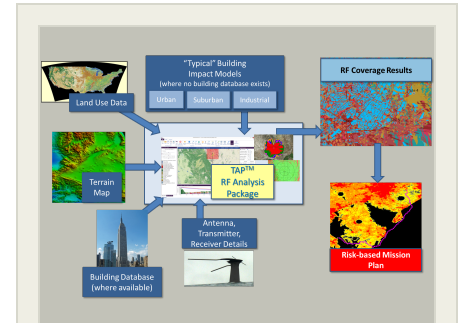 "Typical" Building
Impact Models
(where no building database exists)
Urban
Suburban
Industrial
RF Coverage Results
Land Use Data
Terrain
Map
TAP™
RF Analysis
Package
Antenna,
Transmitter,
Receiver Details
Building Database
(where available)
Risk-based Mission
Plan